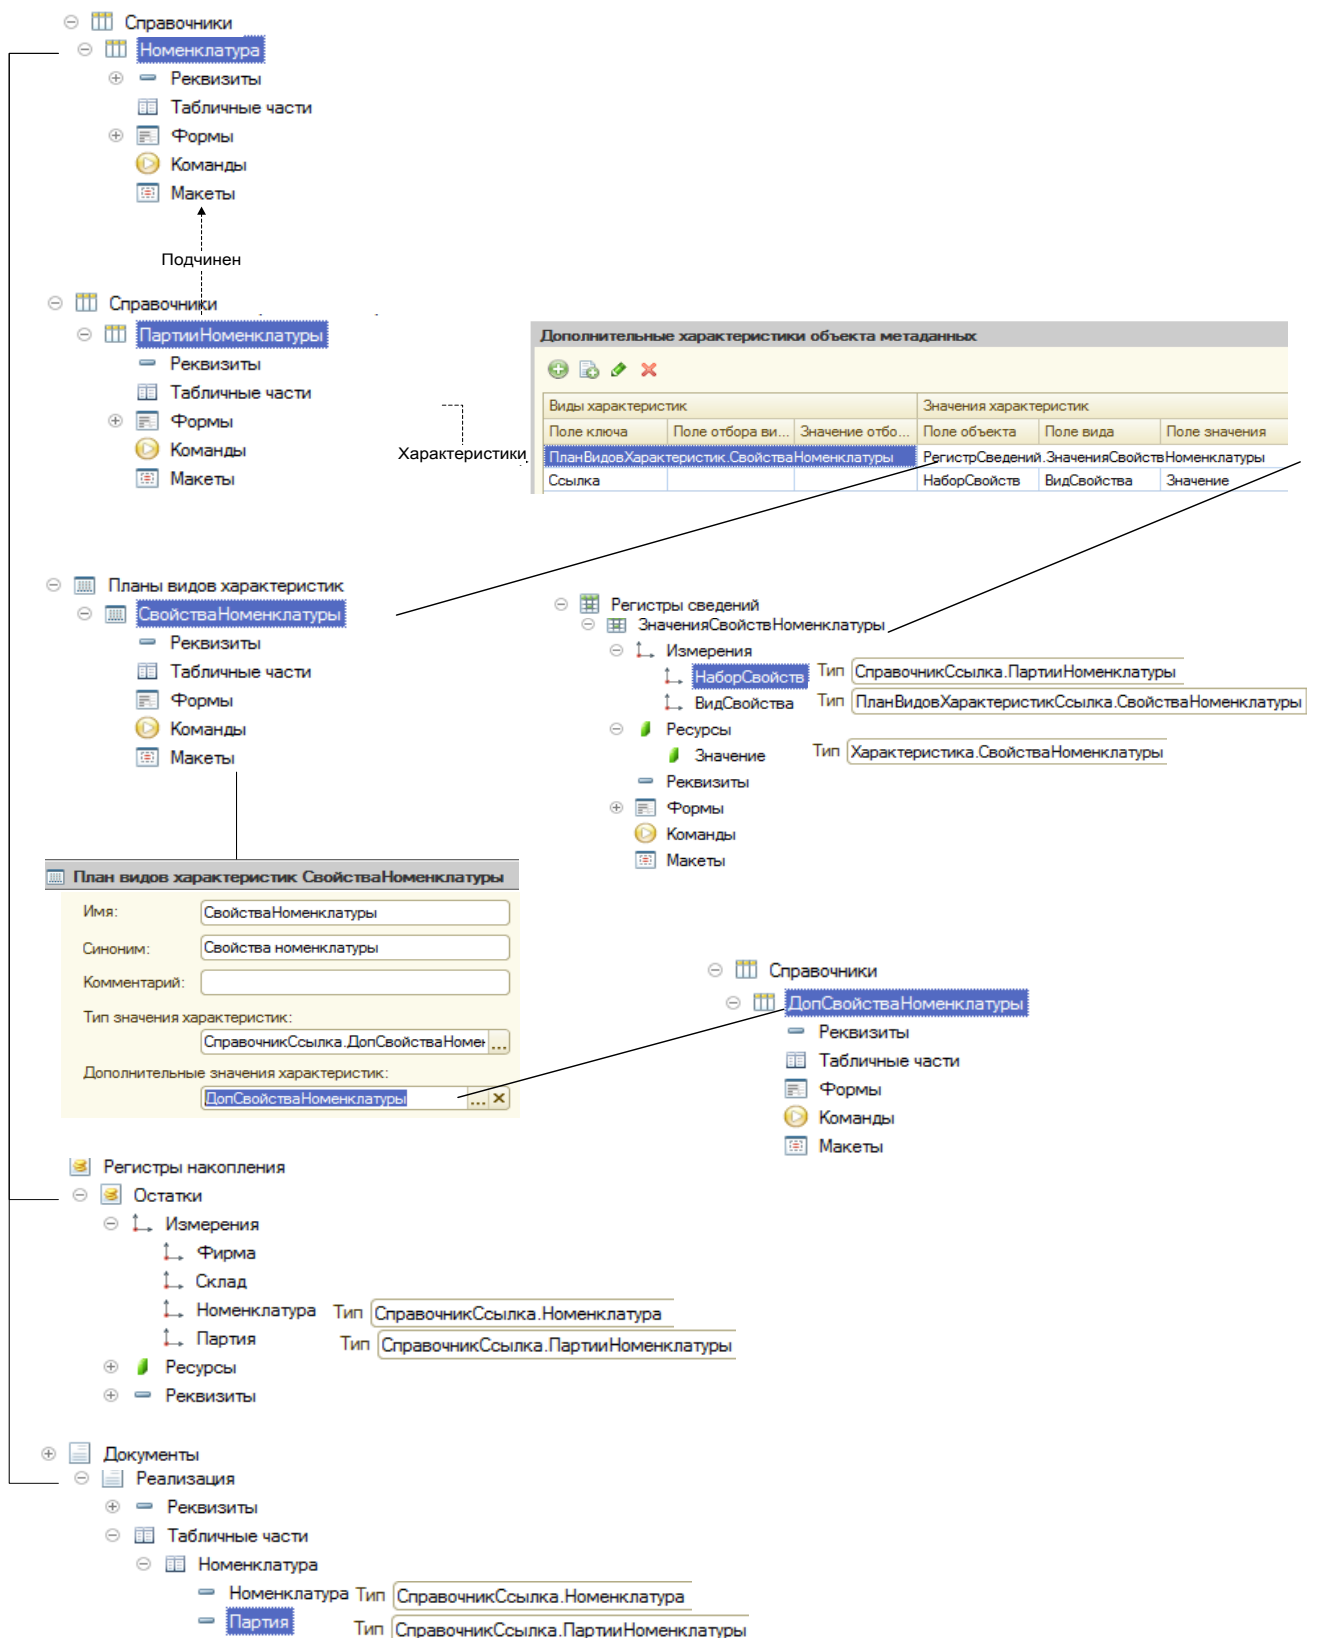 Справочники
Номенклатура
Реквизиты
Табличные части
Формы
Команды
Макеты
Подчинен
Справочники
ПартииНоменклатуры
Реквизиты
Табличные части
Формы
Команды
Макеты
Характеристики
Дополнительные характеристики объекта метаданных
Виды характеристик Значения характеристик
Поле ключа Поле отбора ви... Значение отбо... Поле объекта Поле вида Поле значения
ПланВидовХарактеристик.СвойстваНоменклатуры РегистрСведений.ЗначенияСвойствНоменклатуры
Ссылка НаборСвойств ВидСвойства Значение
Планы видов характеристик
СвойстваНоменклатуры
Реквизиты
Табличные части
Формы
Команды
Макеты
Регистры сведений
ЗначенияСвойствНоменклатуры
Измерения
НаборСвойств Тип СправочникСсылка.ПартииНоменклатуры
ВидСвойства Тип ПланВидовХарактеристикСсылка.СвойстваНоменклатуры
Ресурсы
Значение Тип Характеристика.СвойстваНоменклатуры
Реквизиты
Формы
Команды
Макеты
План видов характеристик СвойстваНоменклатуры
Имя: СвойстваНоменклатуры
Синоним: Свойства номенклатуры
Комментарий:
Тип значения характеристик:
СправочникСсылка.ДопСвойстваНомен ...
Дополнительные значения характеристик:
ДопСвойстваНоменклатуры ... ×
Справочники
ДопСвойстваНоменклатуры
Реквизиты
Табличные части
Формы
Команды
Макеты
Регистры накопления
Остатки
Измерения
Фирма
Склад
Номенклатура Тип СправочникСсылка.Номенклатура
Партия Тип СправочникСсылка.ПартииНоменклатуры
Ресурсы
Реквизиты
Документы
Реализация
Реквизиты
Табличные части
Номенклатура
Номенклатура Тип СправочникСсылка.Номенклатура
Партия Тип СправочникСсылка.ПартииНоменклатуры